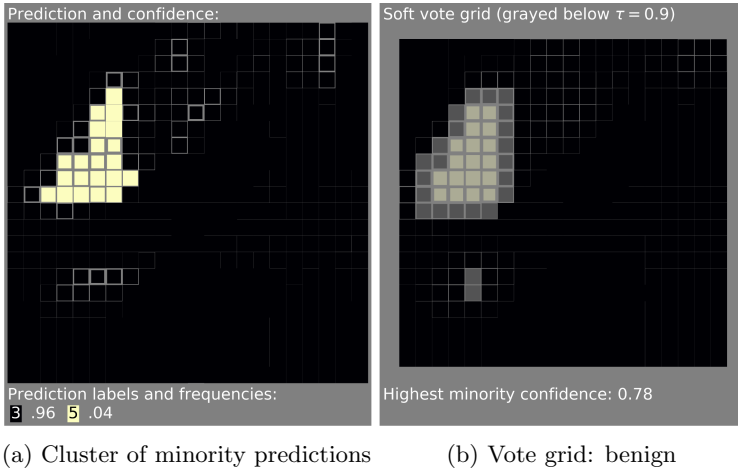 Prediction and confidence:
Prediction labels and frequencies:
3 .96 5 .04
(a) Cluster of minority predictions
Soft vote grid (grayed below τ = 0.9)
Highest minority confidence: 0.78
(b) Vote grid: benign